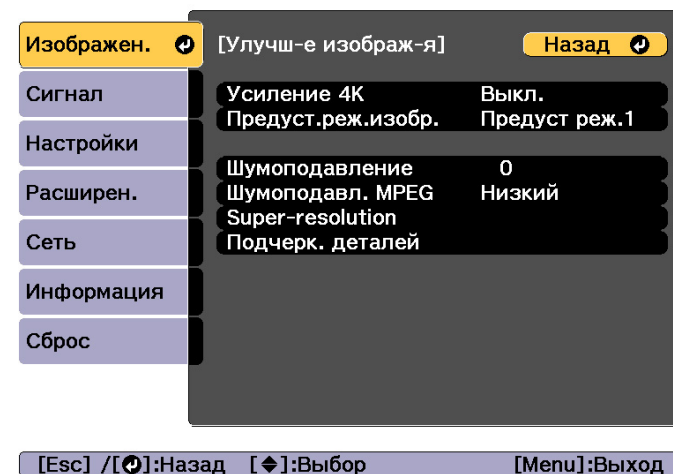 Изображен.
[Улучш-е изображ-я] Назад
Сигнал
Настройки
Расширен.
Сеть
Информация
Сброс
Усиление 4К Выкл.
Предуст.реж.изобр. Предуст реж.1
Шумоподавление 0
Шумоподавл. MPEG Низкий
Super-resolution
Подчерк. деталей
[Esc] /[⏎]:Назад [◆]:Выбор [Menu]:Выход